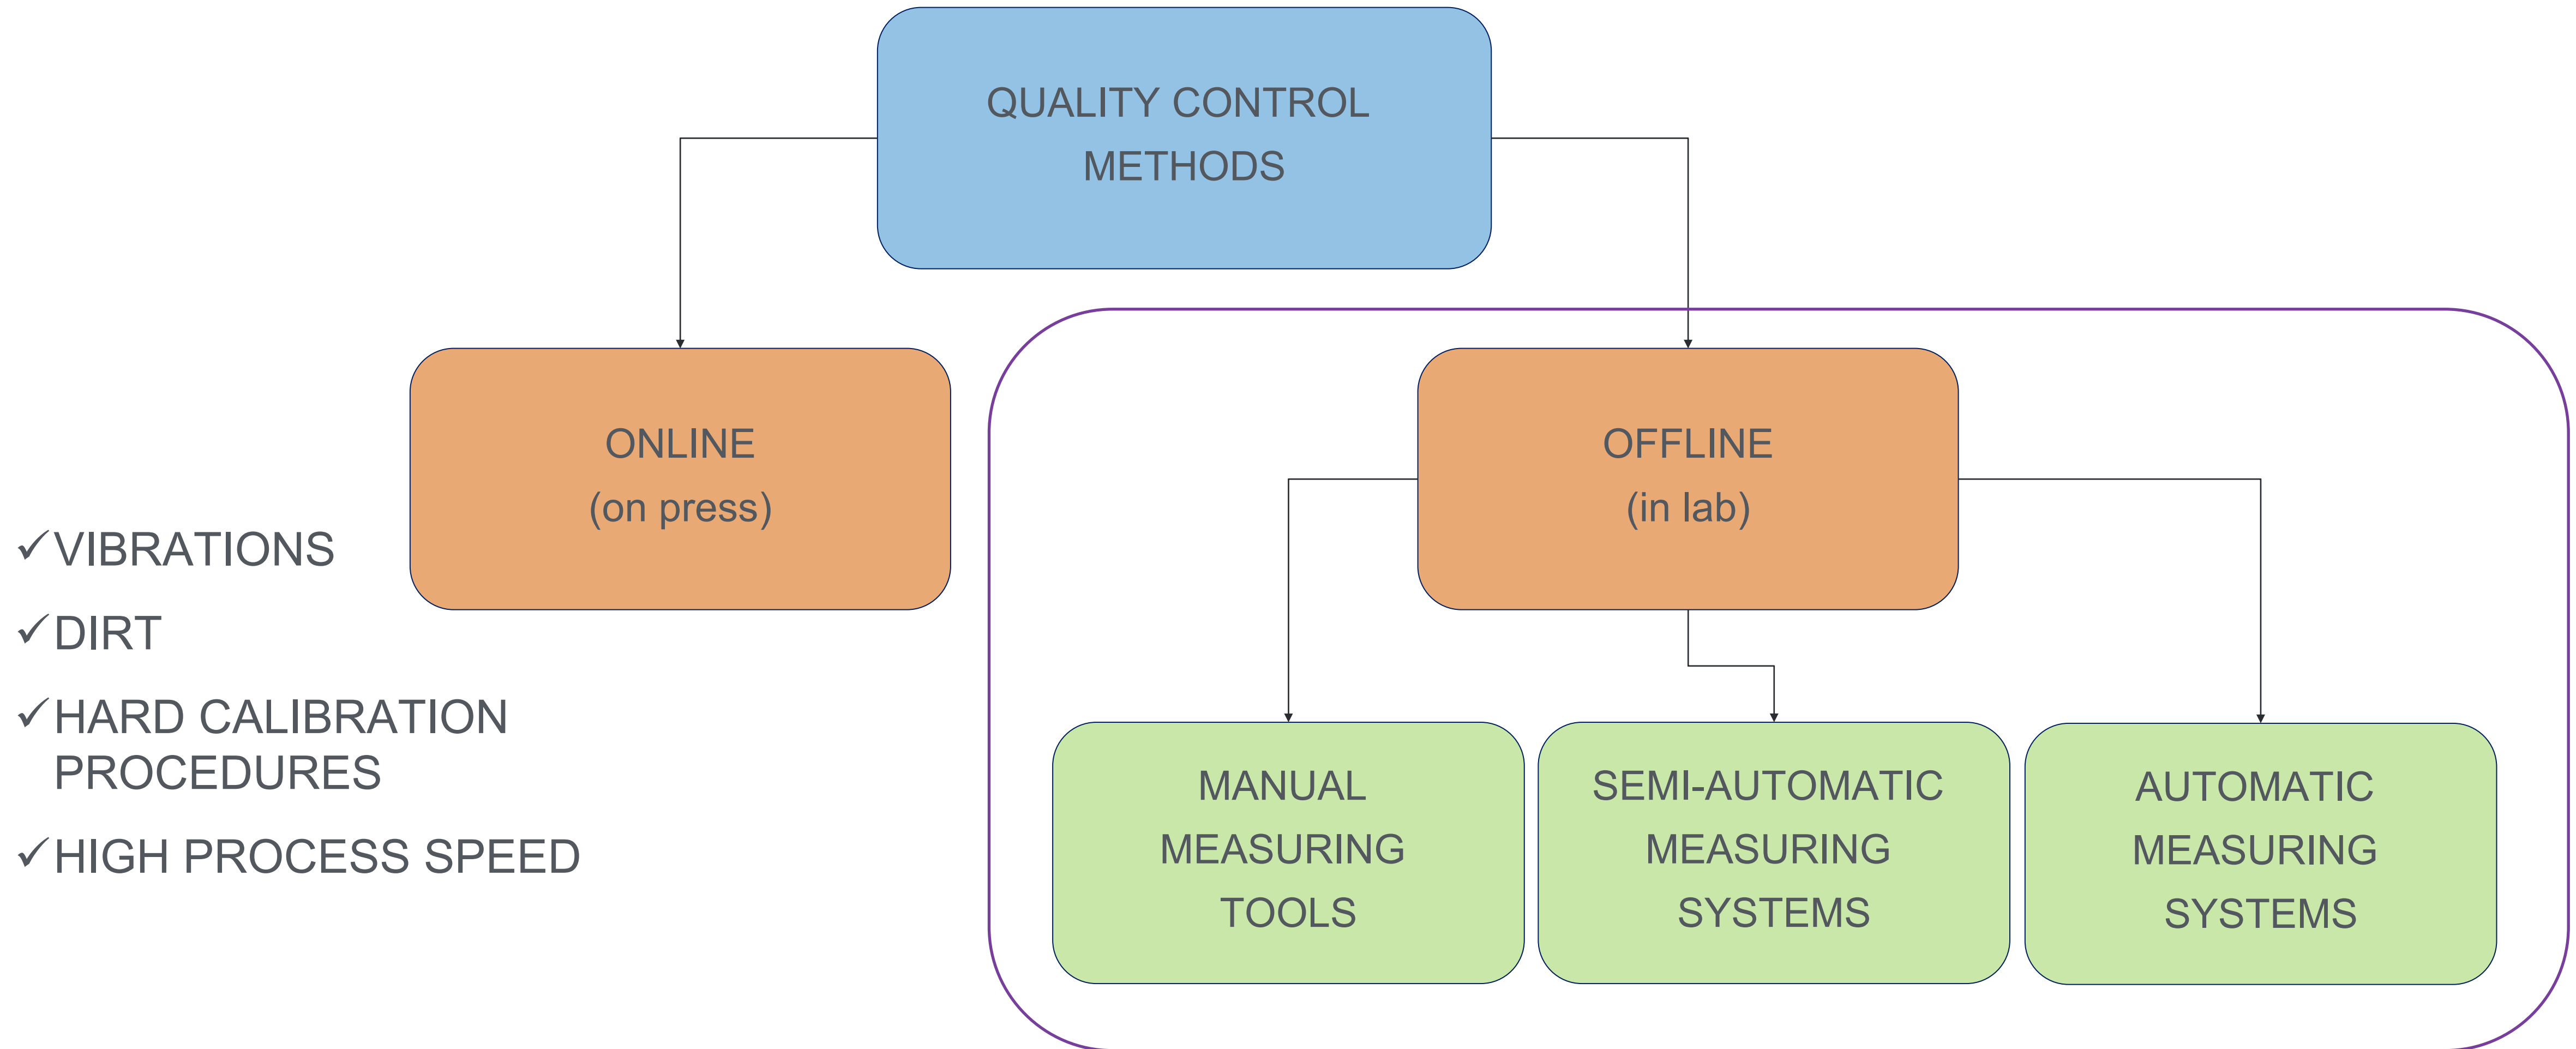 QUALITY CONTROL
METHODS
ONLINE
(on press)
OFFLINE
(in lab)
✓VIBRATIONS
✓DIRT
✓HARD CALIBRATION
PROCEDURES
✓HIGH PROCESS SPEED
MANUAL
MEASURING
TOOLS
SEMI-AUTOMATIC
MEASURING
SYSTEMS
AUTOMATIC
MEASURING
SYSTEMS